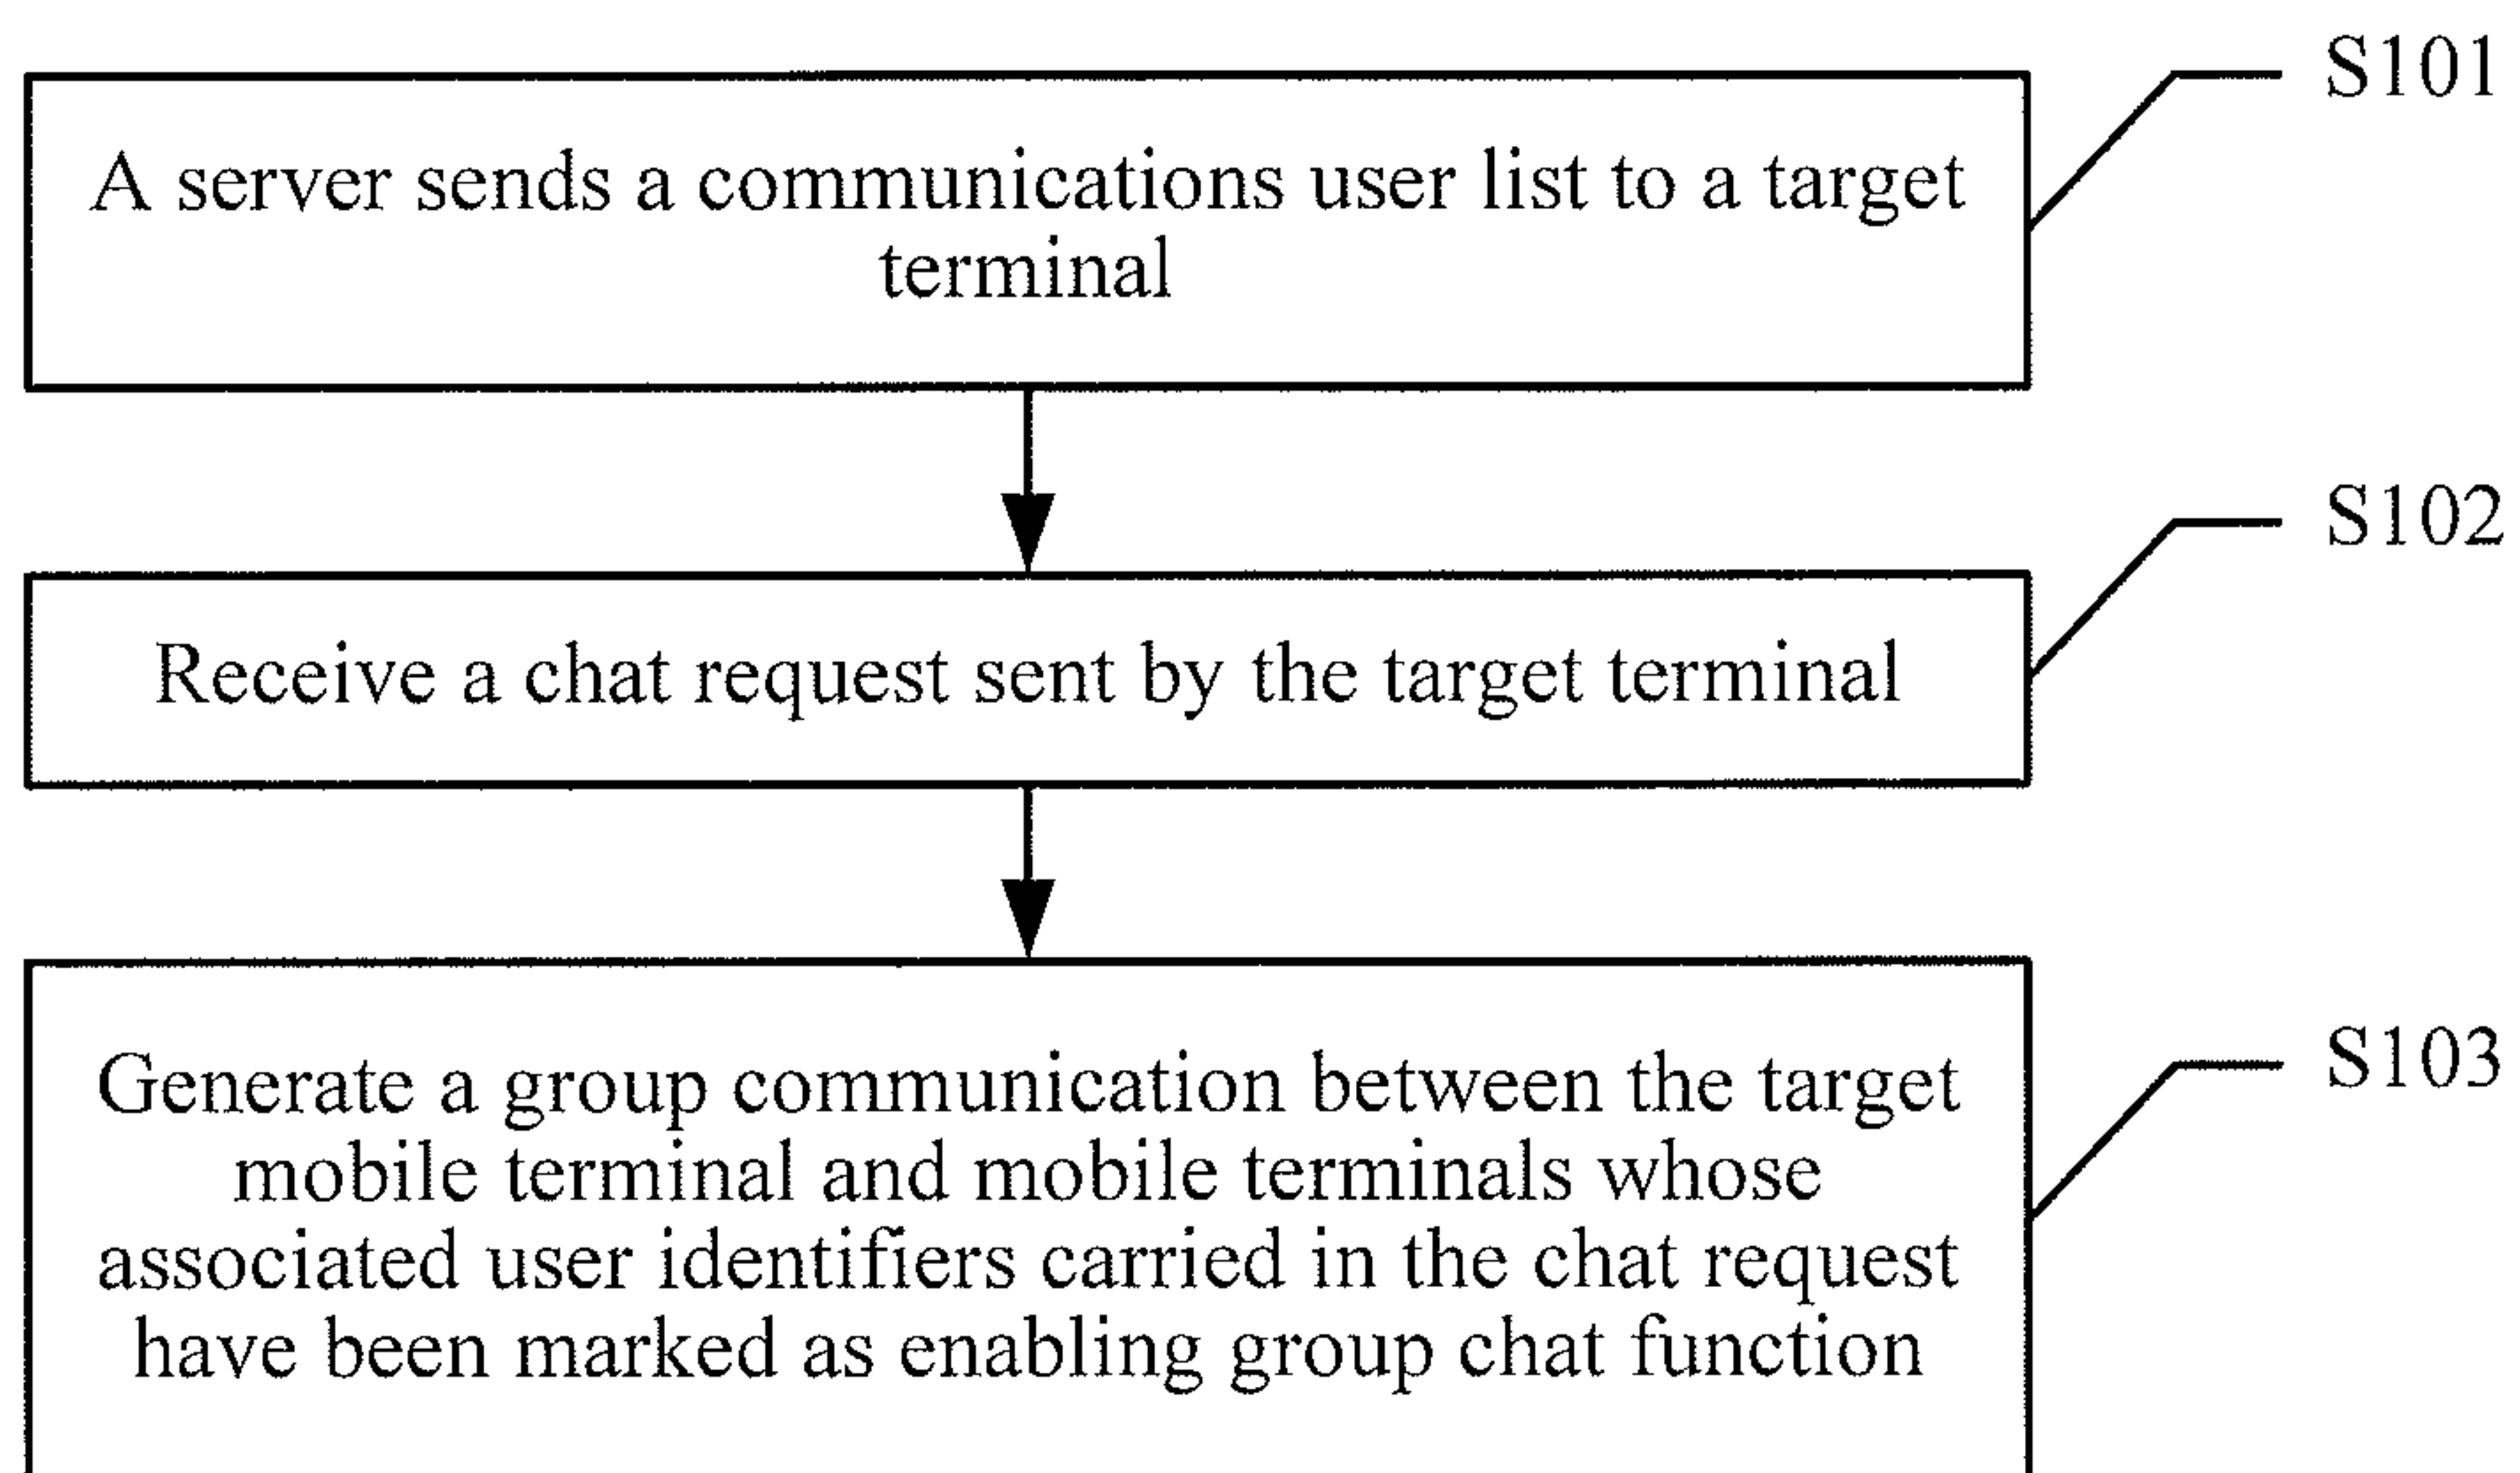 S101
A server sends a communications user list to a target
terminal
S102
Receive a chat request sent by the target terminal
S103
Generate a group communication between the target
mobile terminal and mobile terminals whose
associated user identifiers carried in the chat request
have been marked as enabling group chat function